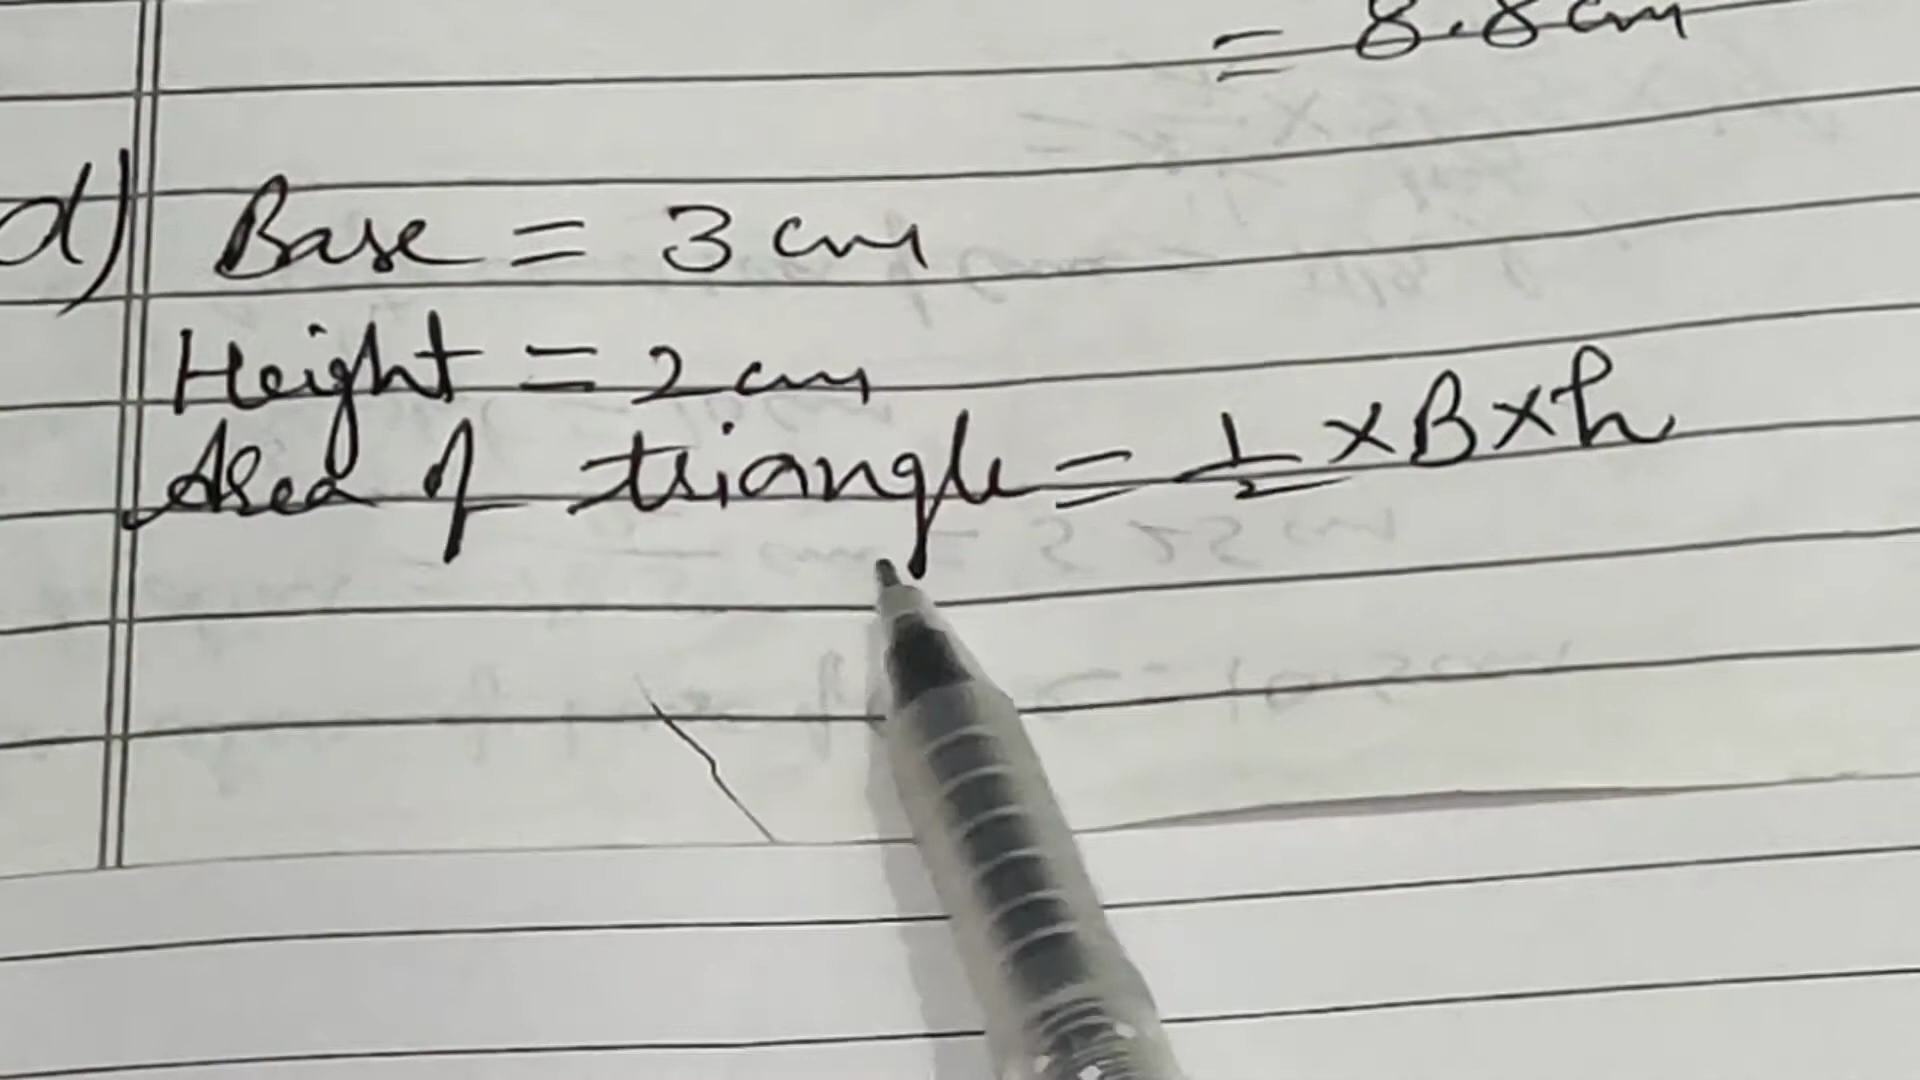 = 8.8 cm
d) Base = 3 cm
Height = 2 cm
Area of triangle = 1/2 × B × h